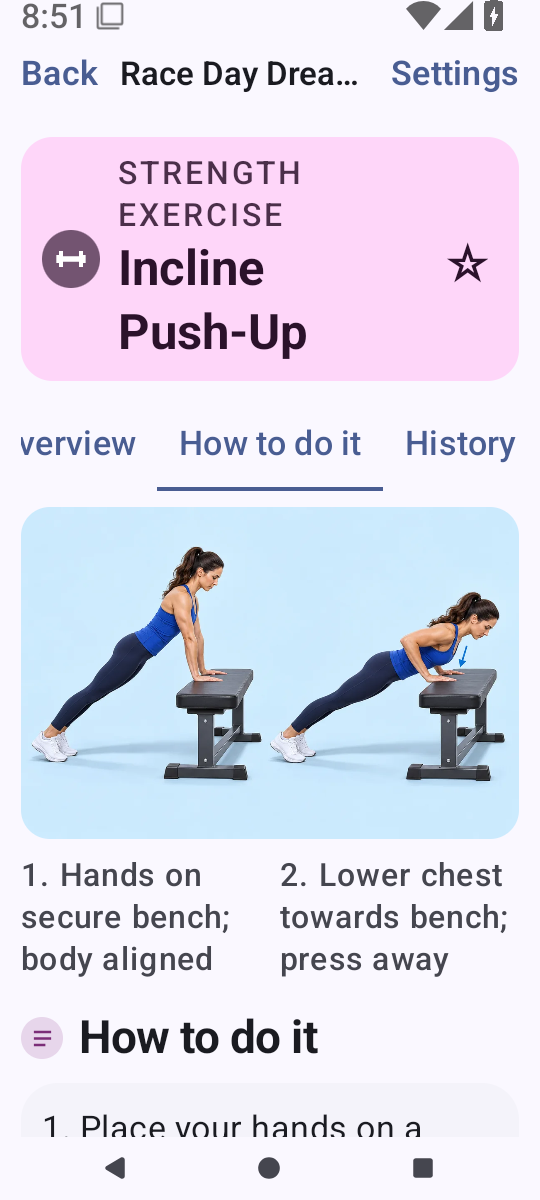 8:51
Back Race Day Drea... Settings
STRENGTH
EXERCISE
Incline
Push-Up
verview How to do it History
1. Hands on
secure bench;
body aligned
2. Lower chest
towards bench;
press away
How to do it
1. Place your hands on a